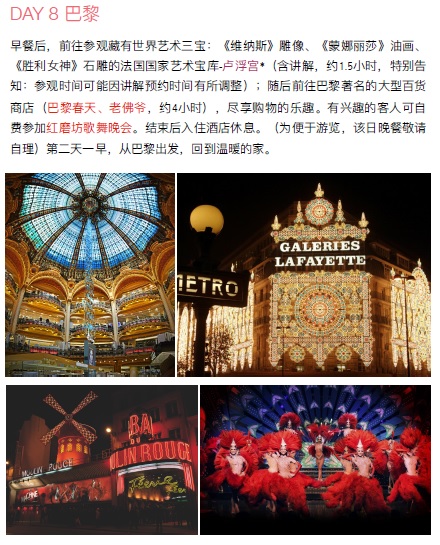 DAY 8 巴黎
早餐后，前往参观藏有世界艺术三宝：《维纳斯》雕像、《蒙娜丽莎》油画、
《胜利女神》石雕的法国国家艺术宝库-卢浮宫*（含讲解，约1.5小时，特别告
知：参观时间可能因讲解预约时间有所调整）；随后前往巴黎著名的大型百货
商店（巴黎春天、老佛爷，约4小时），尽享购物的乐趣。有兴趣的客人可自
费参加红磨坊歌舞晚会。结束后入住酒店休息。（为便于游览，该日晚餐敬请
自理）第二天一早，从巴黎出发，回到温暖的家。
GALERIES
LAFAYETTE
METRO
BAL
DU
MOULIN ROUGE
MOULIN ROUGE